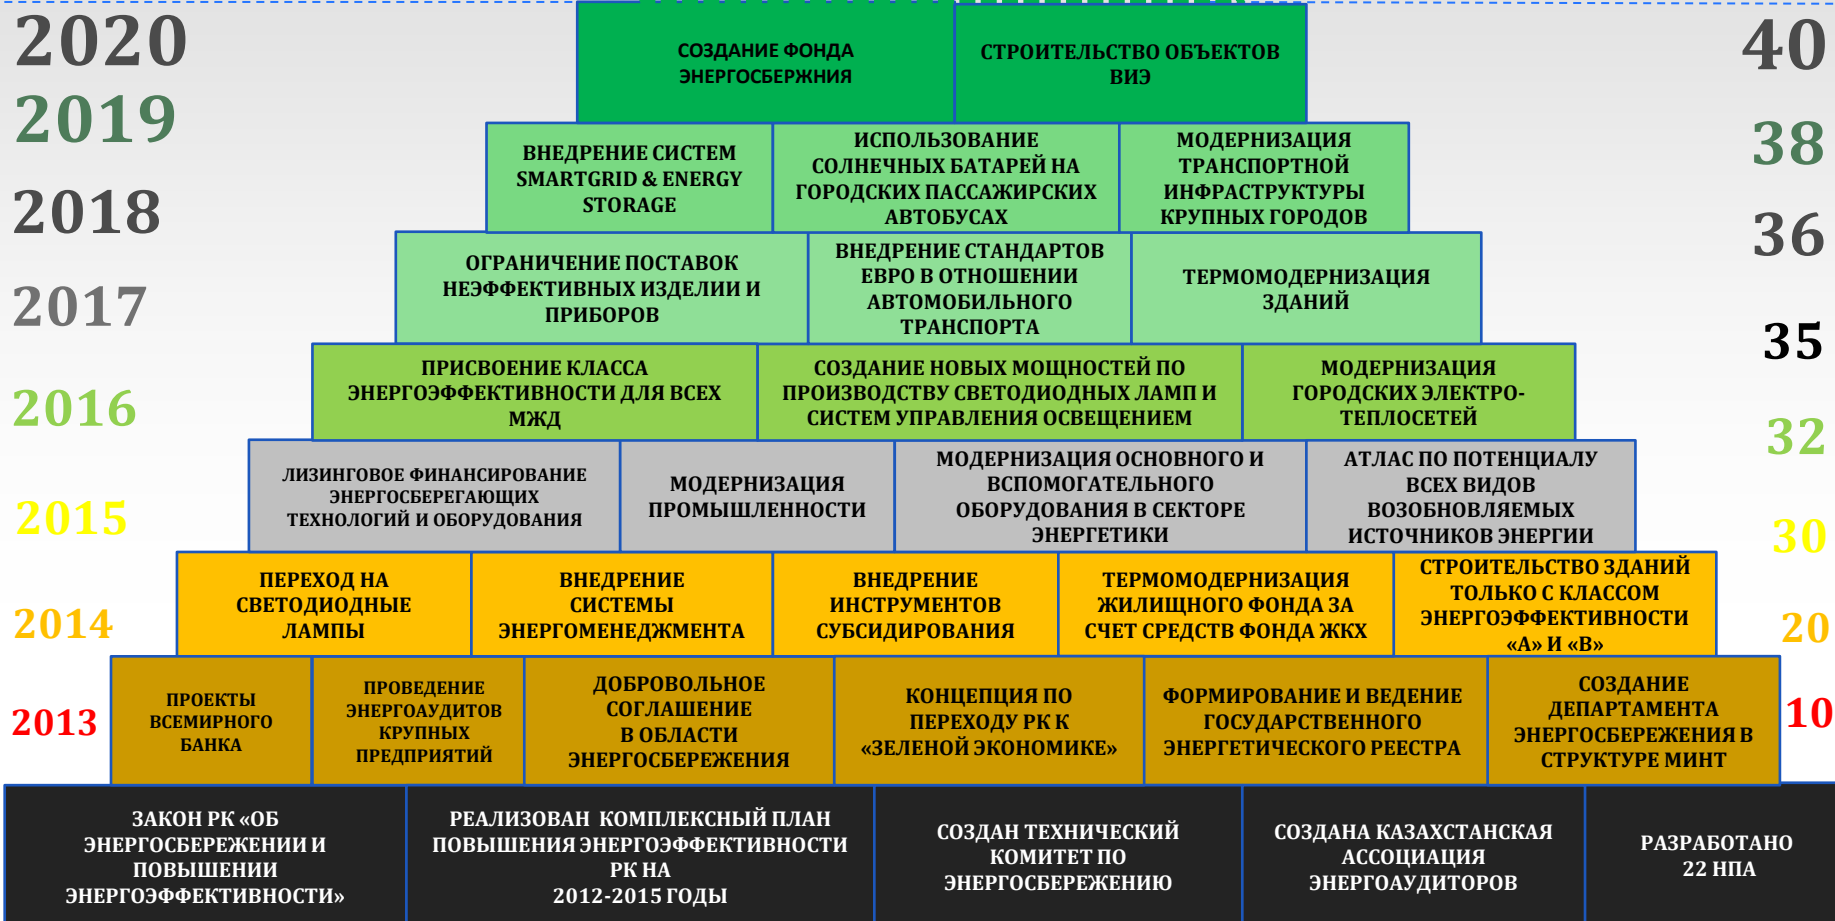 2020
СОЗДАНИЕ ФОНДА
ЭНЕРГОСБЕРЖНИЯ
СТРОИТЕЛЬСТВО ОБЪЕКТОВ
ВИЭ
40
2019
ВНЕДРЕНИЕ СИСТЕМ
SMARTGRID & ENERGY
STORAGE
ИСПОЛЬЗОВАНИЕ
СОЛНЕЧНЫХ БАТАРЕЙ НА
ГОРОДСКИХ ПАССАЖИРСКИХ
АВТОБУСАХ
МОДЕРНИЗАЦИЯ
ТРАНСПОРТНОЙ
ИНФРАСТРУКТУРЫ
КРУПНЫХ ГОРОДОВ
38
2018
ОГРАНИЧЕНИЕ ПОСТАВОК
НЕЭФФЕКТИВНЫХ ИЗДЕЛИИ И
ПРИБОРОВ
ВНЕДРЕНИЕ СТАНДАРТОВ
ЕВРО В ОТНОШЕНИИ
АВТОМОБИЛЬНОГО
ТРАНСПОРТА
ТЕРМОМОДЕРНИЗАЦИЯ
ЗДАНИЙ
36
2017
ПРИСВОЕНИЕ КЛАССА
ЭНЕРГОЭФФЕКТИВНОСТИ ДЛЯ ВСЕХ
МЖД
СОЗДАНИЕ НОВЫХ МОЩНОСТЕЙ ПО
ПРОИЗВОДСТВУ СВЕТОДИОДНЫХ ЛАМП И
СИСТЕМ УПРАВЛЕНИЯ ОСВЕЩЕНИЕМ
МОДЕРНИЗАЦИЯ
ГОРОДСКИХ ЭЛЕКТРО-
ТЕПЛОСЕТЕЙ
35
2016
ЛИЗИНГОВОЕ ФИНАНСИРОВАНИЕ
ЭНЕРГОСБЕРЕГАЮЩИХ
ТЕХНОЛОГИЙ И ОБОРУДОВАНИЯ
МОДЕРНИЗАЦИЯ
ПРОМЫШЛЕННОСТИ
МОДЕРНИЗАЦИЯ ОСНОВНОГО И
ВСПОМОГАТЕЛЬНОГО
ОБОРУДОВАНИЯ В СЕКТОРЕ
ЭНЕРГЕТИКИ
АТЛАС ПО ПОТЕНЦИАЛУ
ВСЕХ ВИДОВ
ВОЗОБНОВЛЯЕМЫХ
ИСТОЧНИКОВ ЭНЕРГИИ
32
2015
ПЕРЕХОД НА
СВЕТОДИОДНЫЕ
ЛАМПЫ
ВНЕДРЕНИЕ
СИСТЕМЫ
ЭНЕРГОМЕНЕДЖМЕНТА
ВНЕДРЕНИЕ
ИНСТРУМЕНТОВ
СУБСИДИРОВАНИЯ
ТЕРМОМОДЕРНИЗАЦИЯ
ЖИЛИЩНОГО ФОНДА ЗА
СЧЕТ СРЕДСТВ ФОНДА ЖКХ
СТРОИТЕЛЬСТВО ЗДАНИЙ
ТОЛЬКО С КЛАССОМ
ЭНЕРГОЭФФЕКТИВНОСТИ
«А» И «В»
30
2014
20
2013
ПРОЕКТЫ
ВСЕМИРНОГО
БАНКА
ПРОВЕДЕНИЕ
ЭНЕРГОАУДИТОВ
КРУПНЫХ
ПРЕДПРИЯТИЙ
ДОБРОВОЛЬНОЕ
СОГЛАШЕНИЕ
В ОБЛАСТИ
ЭНЕРГОСБЕРЕЖЕНИЯ
КОНЦЕПЦИЯ ПО
ПЕРЕХОДУ РК К
«ЗЕЛЕНОЙ ЭКОНОМИКЕ»
ФОРМИРОВАНИЕ И ВЕДЕНИЕ
ГОСУДАРСТВЕННОГО
ЭНЕРГЕТИЧЕСКОГО РЕЕСТРА
СОЗДАНИЕ
ДЕПАРТАМЕНТА
ЭНЕРГОСБЕРЕЖЕНИЯ В
СТРУКТУРЕ МИНТ
10
ЗАКОН РК «ОБ
ЭНЕРГОСБЕРЕЖЕНИИ И
ПОВЫШЕНИИ
ЭНЕРГОЭФФЕКТИВНОСТИ»
РЕАЛИЗОВАН КОМПЛЕКСНЫЙ ПЛАН
ПОВЫШЕНИЯ ЭНЕРГОЭФФЕКТИВНОСТИ
РК НА
2012-2015 ГОДЫ
СОЗДАН ТЕХНИЧЕСКИЙ
КОМИТЕТ ПО
ЭНЕРГОСБЕРЕЖЕНИЮ
СОЗДАНА КАЗАХСТАНСКАЯ
АССОЦИАЦИЯ
ЭНЕРГОАУДИТОРОВ
РАЗРАБОТАНО
22 НПА